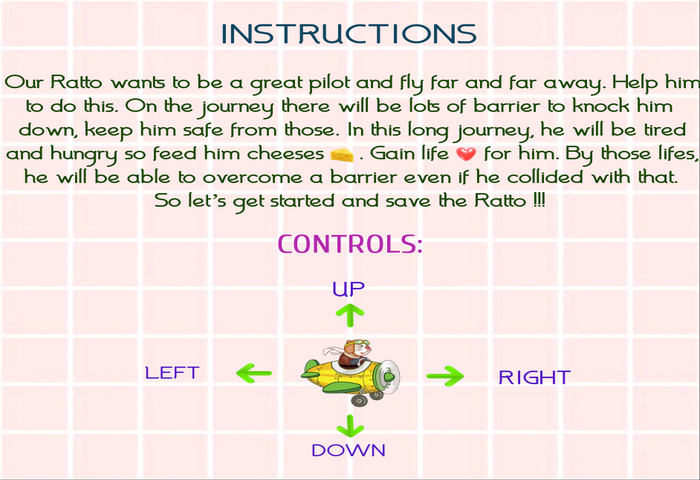 INSTRUCTIONS
Our Ratto wants to be a great pilot and fly far and far away. Help him
to do this. On the journey there will be lots of barrier to knock him
down, keep him safe from those. In this long journey, he will be tired
and hungry so feed him cheeses 🧀 . Gain life ❤️ for him. By those lifes,
he will be able to overcome a barrier even if he collided with that.
So let's get started and save the Ratto !!!
CONTROLS:
UP
LEFT
RIGHT
DOWN